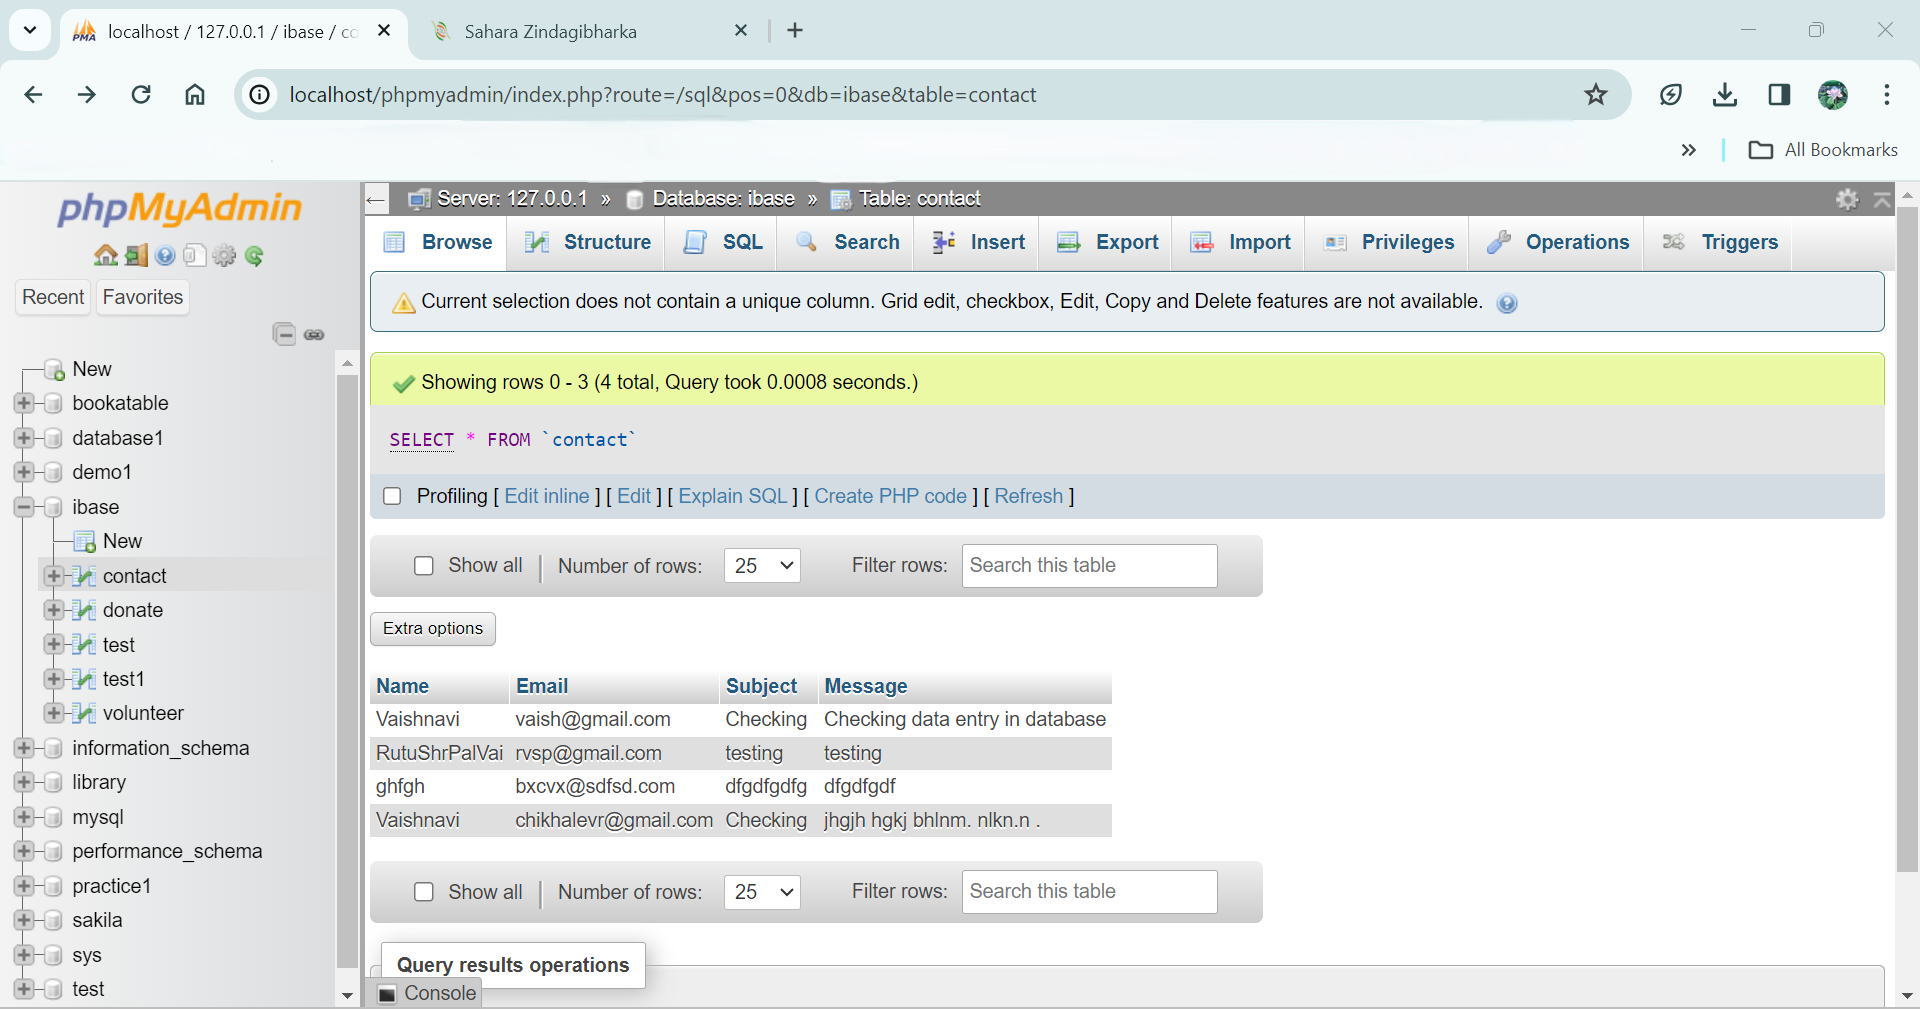 localhost / 127.0.0.1 / ibase / co
Sahara Zindagibharka
localhost/phpmyadmin/index.php?route=/sql&pos=0&db=ibase&table=contact
All Bookmarks
phpMyAdmin
Recent
Favorites
New
bookatable
database1
demo1
ibase
New
contact
donate
test
test1
volunteer
information_schema
library
mysql
performance_schema
practice1
sakila
sys
test
Server: 127.0.0.1 » Database: ibase » Table: contact
Browse Structure SQL Search Insert Export Import Privileges Operations Triggers
Current selection does not contain a unique column. Grid edit, checkbox, Edit, Copy and Delete features are not available.
Showing rows 0 - 3 (4 total, Query took 0.0008 seconds.)
SELECT * FROM `contact`
Profiling [ Edit inline ] [ Edit ] [ Explain SQL ] [ Create PHP code ] [ Refresh ]
Show all | Number of rows: 25 Filter rows: Search this table
Extra options
Name Email Subject Message
Vaishnavi vaish@gmail.com Checking Checking data entry in database
RutuShrPalVai rvsp@gmail.com testing testing
ghfgh bxcvx@sdfsd.com dfgdfgdfg dfgdfgdf
Vaishnavi chikhalevr@gmail.com Checking jhgjh hgkj bhlnm. nlkn.n .
Show all | Number of rows: 25 Filter rows: Search this table
Query results operations
Console